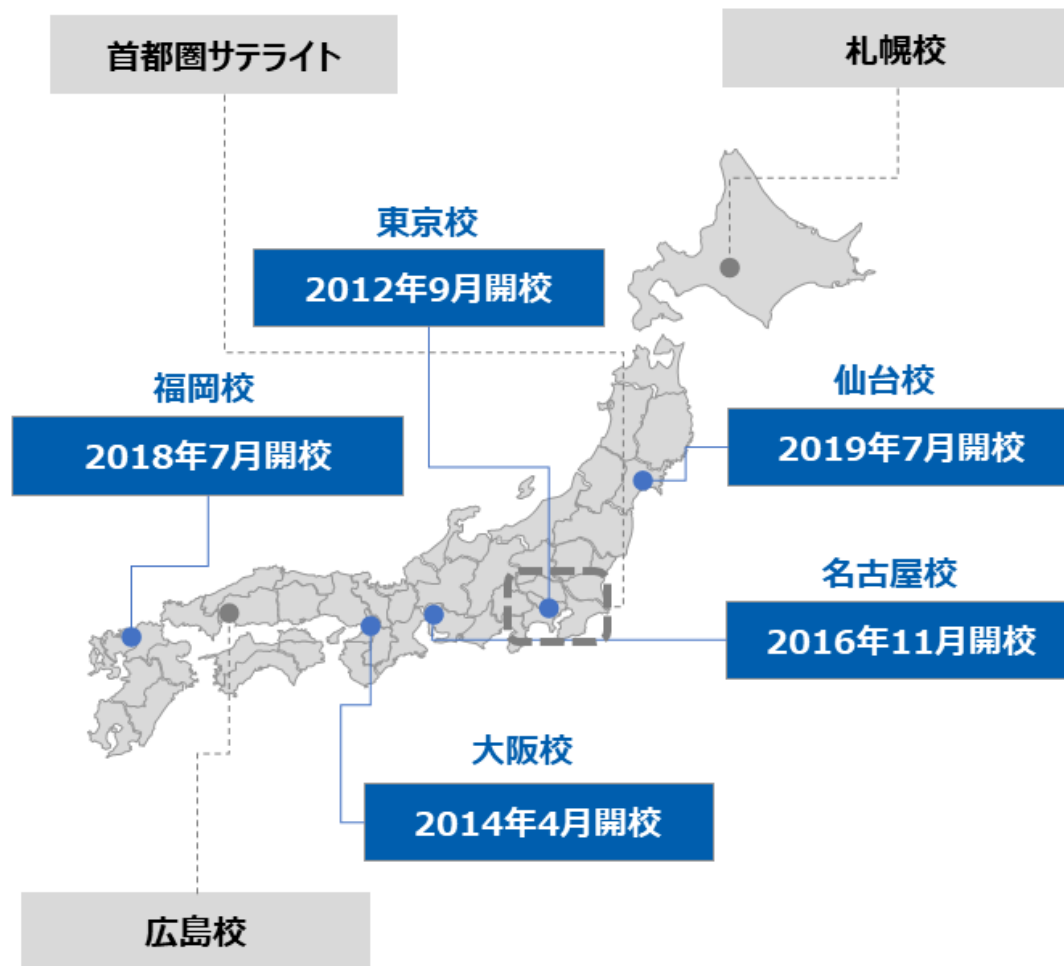 首都圏サテライト
札幌校
東京校
2012年9月開校
福岡校
2018年7月開校
仙台校
2019年7月開校
名古屋校
2016年11月開校
大阪校
2014年4月開校
広島校